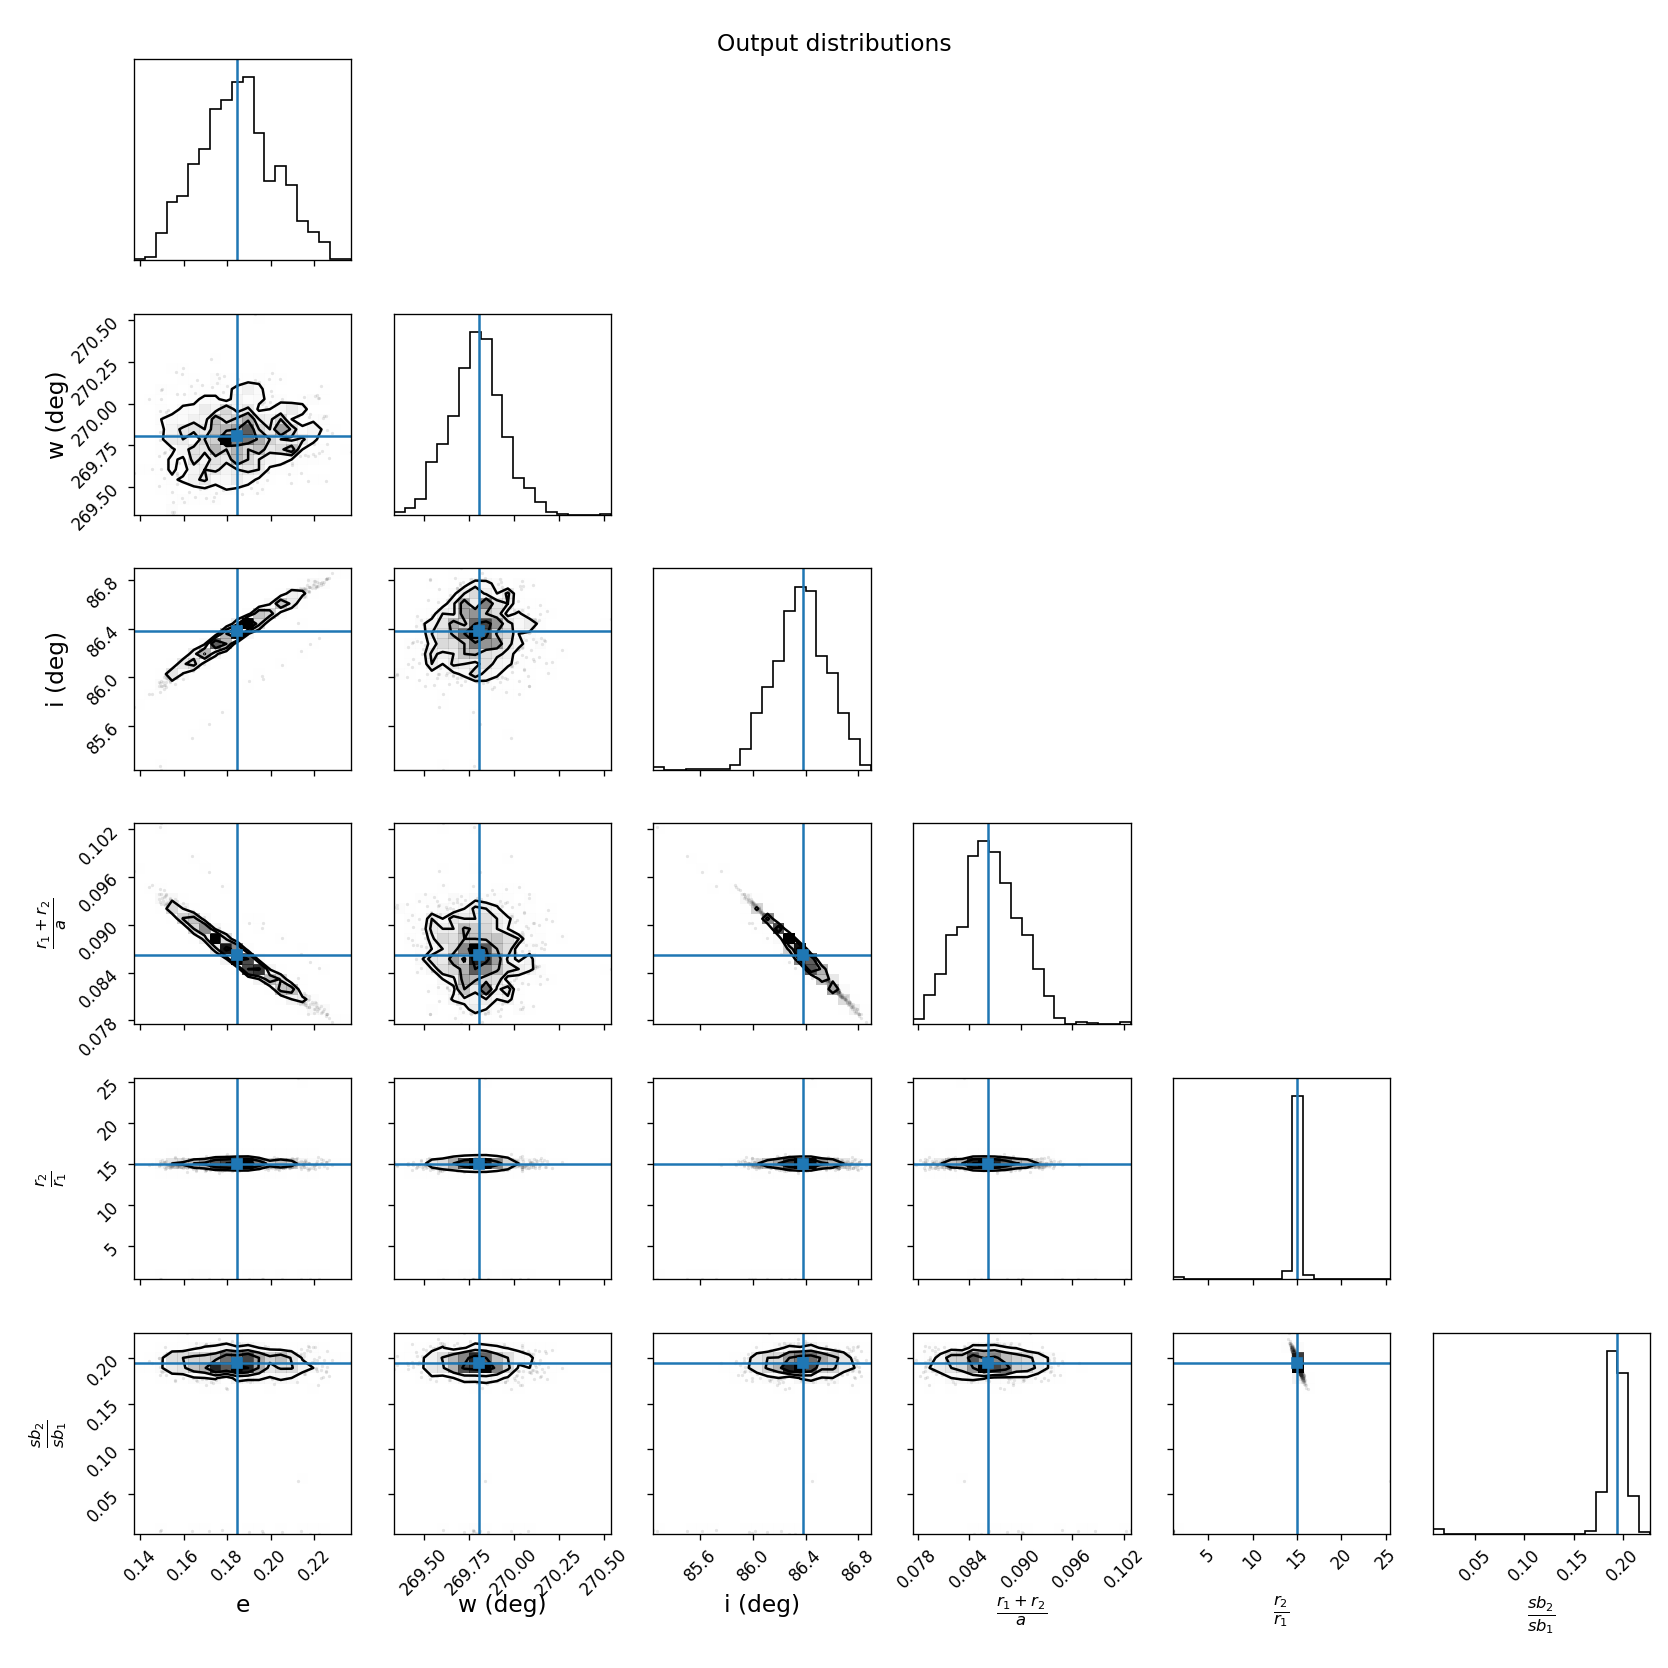 Output distributions
w (deg)
270.50
270.25
270.00
269.75
269.50
i (deg)
86.8
86.4
86.0
85.6
r₁ + r₂
a
0.102
0.096
0.090
0.084
0.078
r₂
r₁
25
20
15
10
5
sb₂
sb₁
0.20
0.15
0.10
0.05
0.14 0.16 0.18 0.20 0.22
e
269.50 269.75 270.00 270.25 270.50
w (deg)
85.6 86.0 86.4 86.8
i (deg)
0.078 0.084 0.090 0.096 0.102
r₁ + r₂
a
5 10 15 20 25
r₂
r₁
0.05 0.10 0.15 0.20
sb₂
sb₁